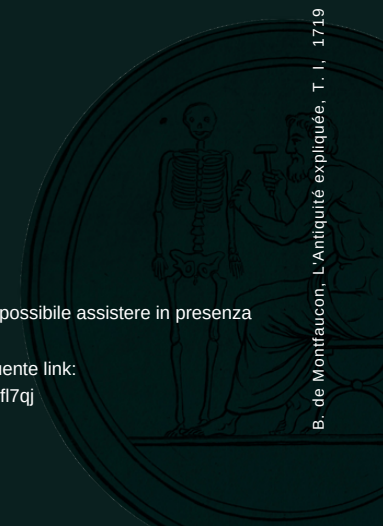 possibile assistere in presenza
uente link:
fl7qj
B. de Montfaucon, L'Antiquité expliquée, T. I, 1719